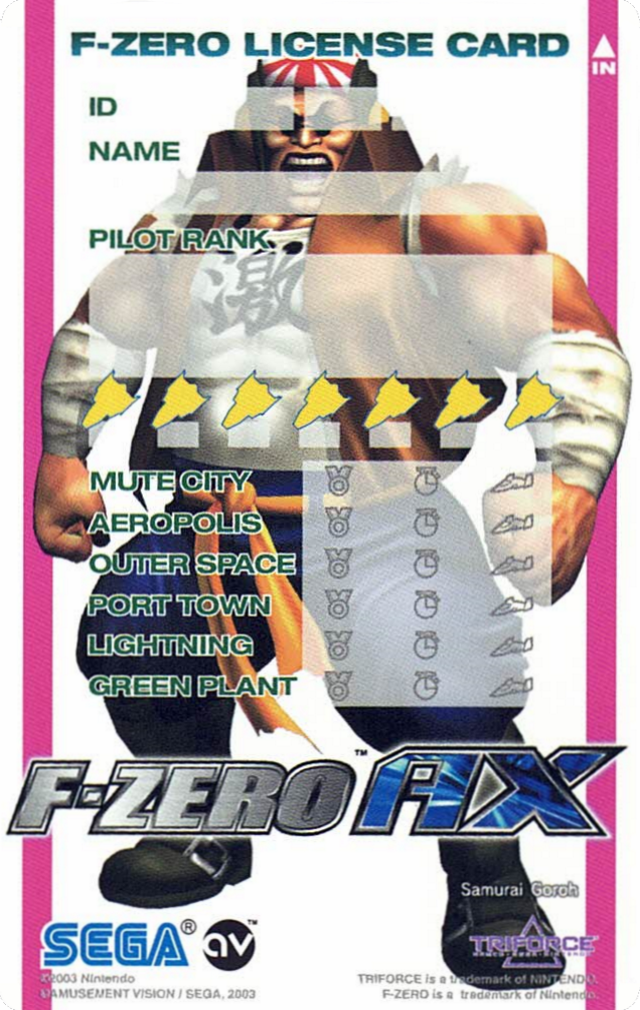 F-ZERO LICENSE CARD
IN
ID
NAME
PILOT RANK
激
MUTE CITY
AEROPOLIS
OUTER SPACE
PORT TOWN
LIGHTNING
GREEN PLANT
F-ZERO™ AX
Samurai Goroh
SEGA® av™
TRIFORCE
©2003 Nintendo
©AMUSEMENT VISION / SEGA, 2003
TRIFORCE is a trademark of NINTENDO.
F-ZERO is a trademark of Nintendo.